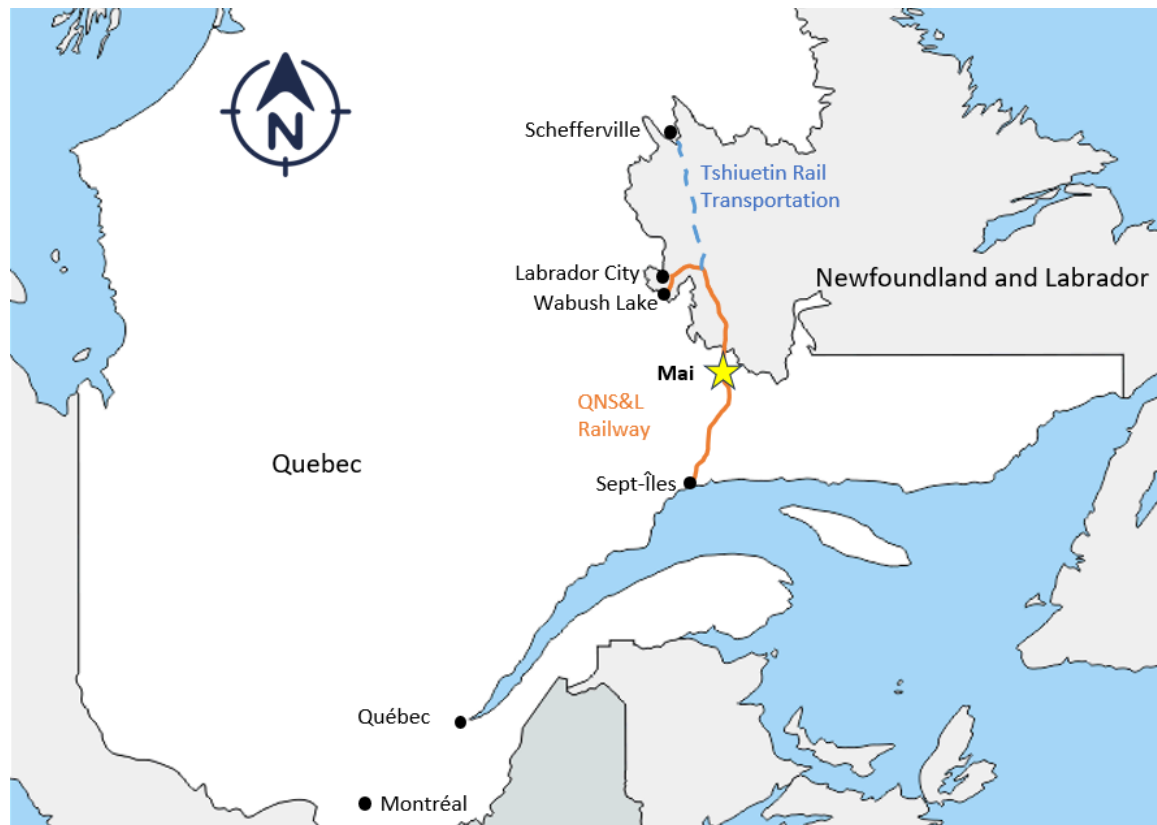 N
Schefferville
Tshiuetin Rail
Transportation
Labrador City
Newfoundland and Labrador
Wabush Lake
Mai
QNS&L
Railway
Quebec
Sept-Îles
Québec
Montréal